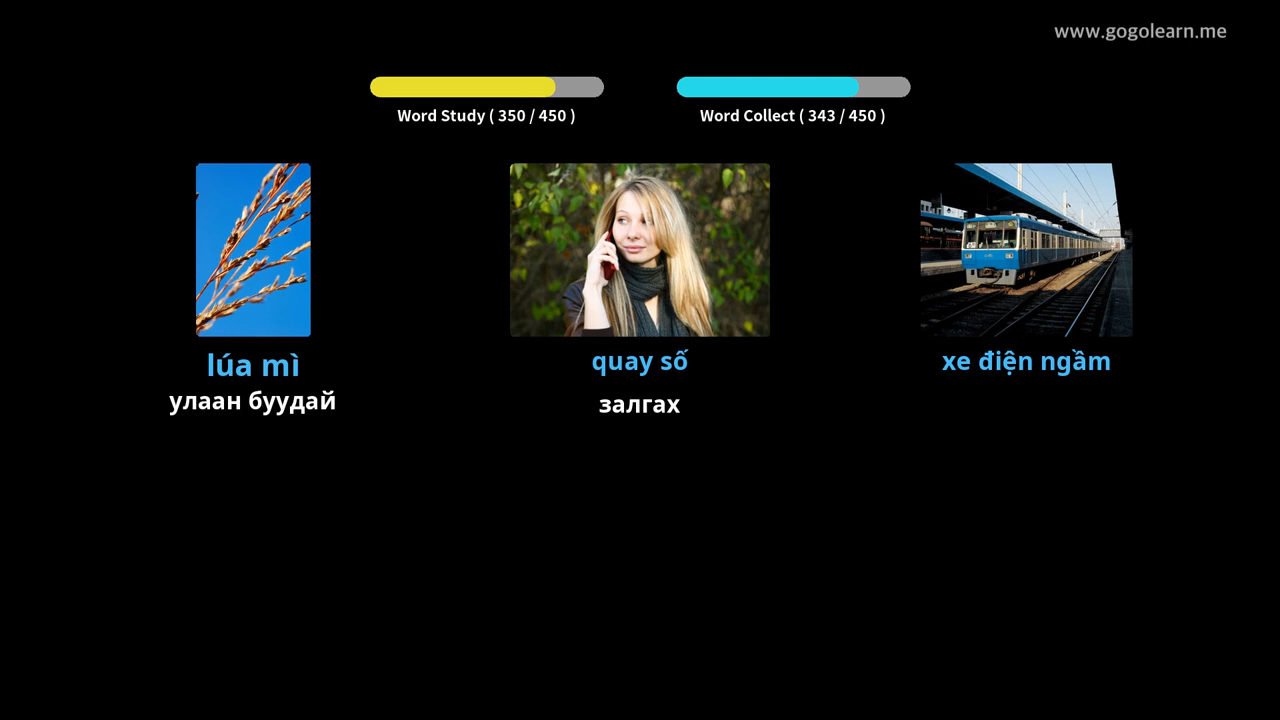 www.gogolearn.me
Word Study ( 350 / 450 )
Word Collect ( 343 / 450 )
lúa mì
улаан буудай
quay số
залгах
xe điện ngầm